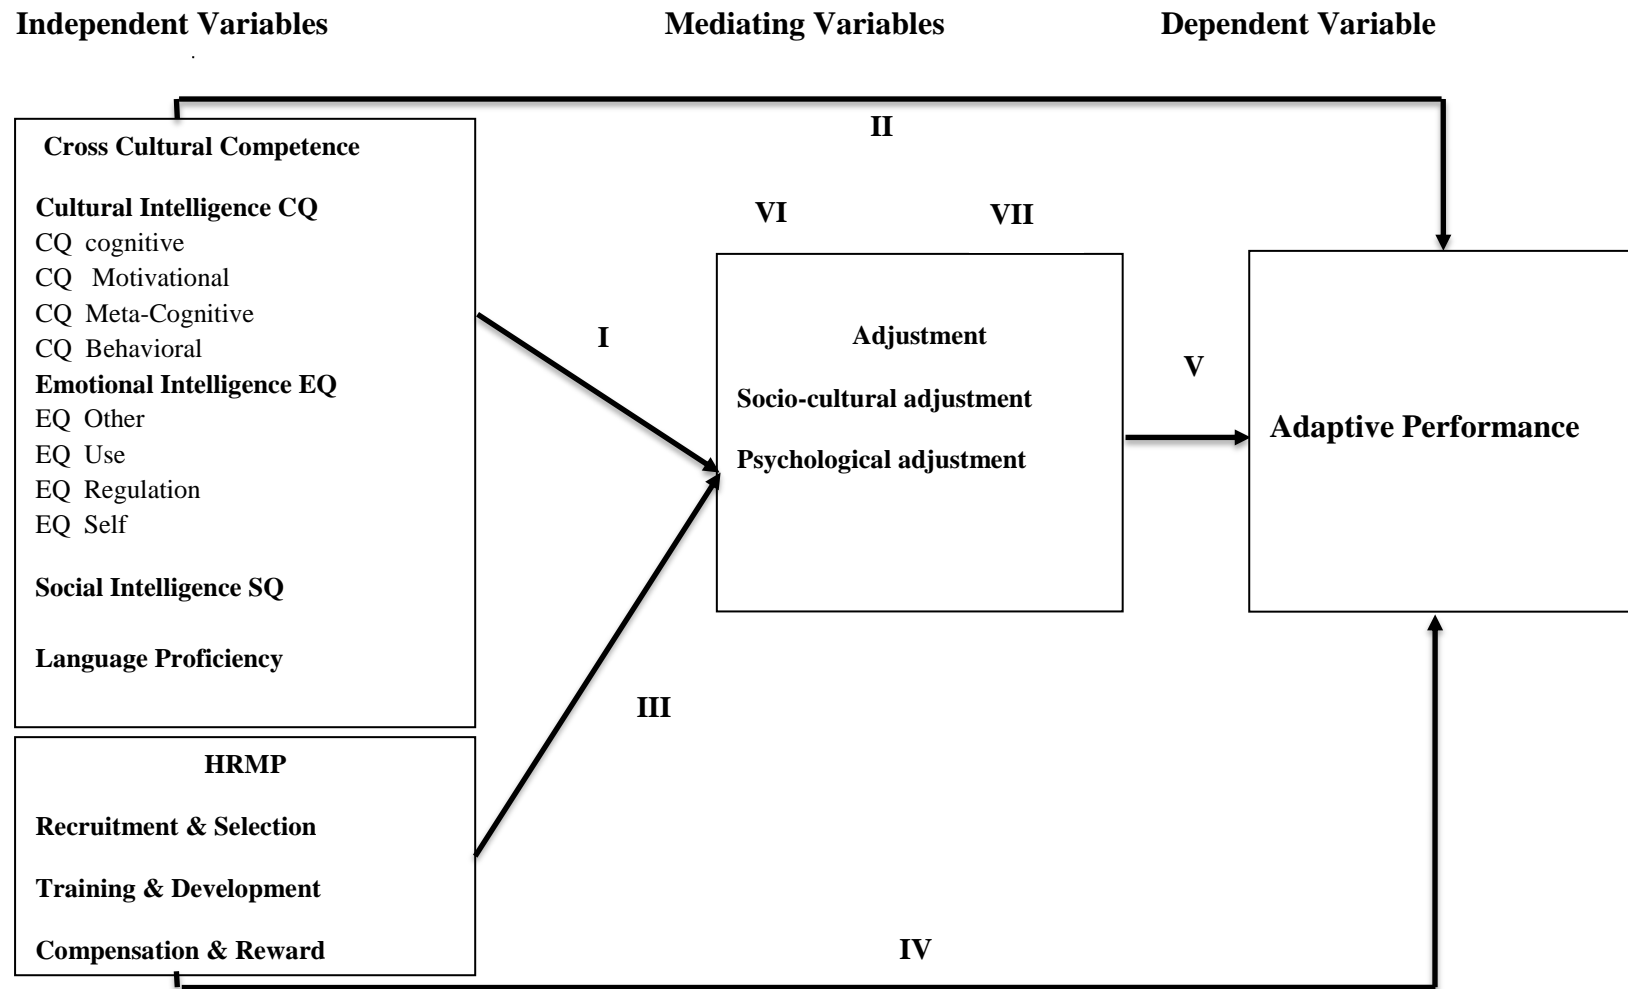 Independent Variables
Mediating Variables
Dependent Variable
II
Cross Cultural Competence
Cultural Intelligence CQ
CQ cognitive
CQ Motivational
CQ Meta-Cognitive
CQ Behavioral
Emotional Intelligence EQ
EQ Other
EQ Use
EQ Regulation
EQ Self
Social Intelligence SQ
Language Proficiency
HRMP
Recruitment & Selection
Training & Development
Compensation & Reward
I
III
VI
VII
Adjustment
Socio-cultural adjustment
Psychological adjustment
V
Adaptive Performance
IV